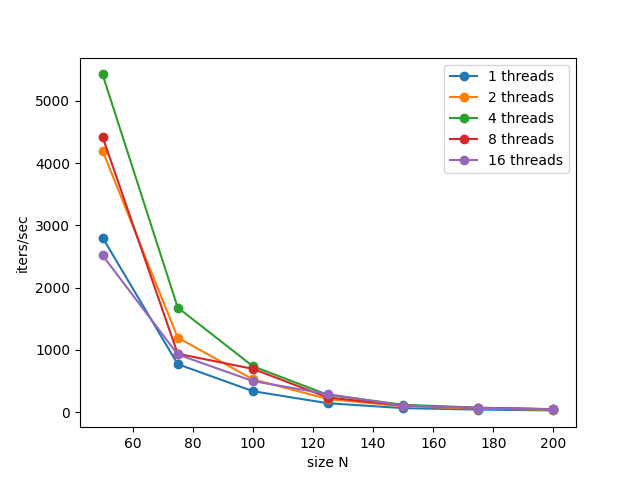 1 threads
2 threads
4 threads
8 threads
16 threads
5000
4000
3000
2000
1000
0
iters/sec
60 80 100 120 140 160 180 200
size N